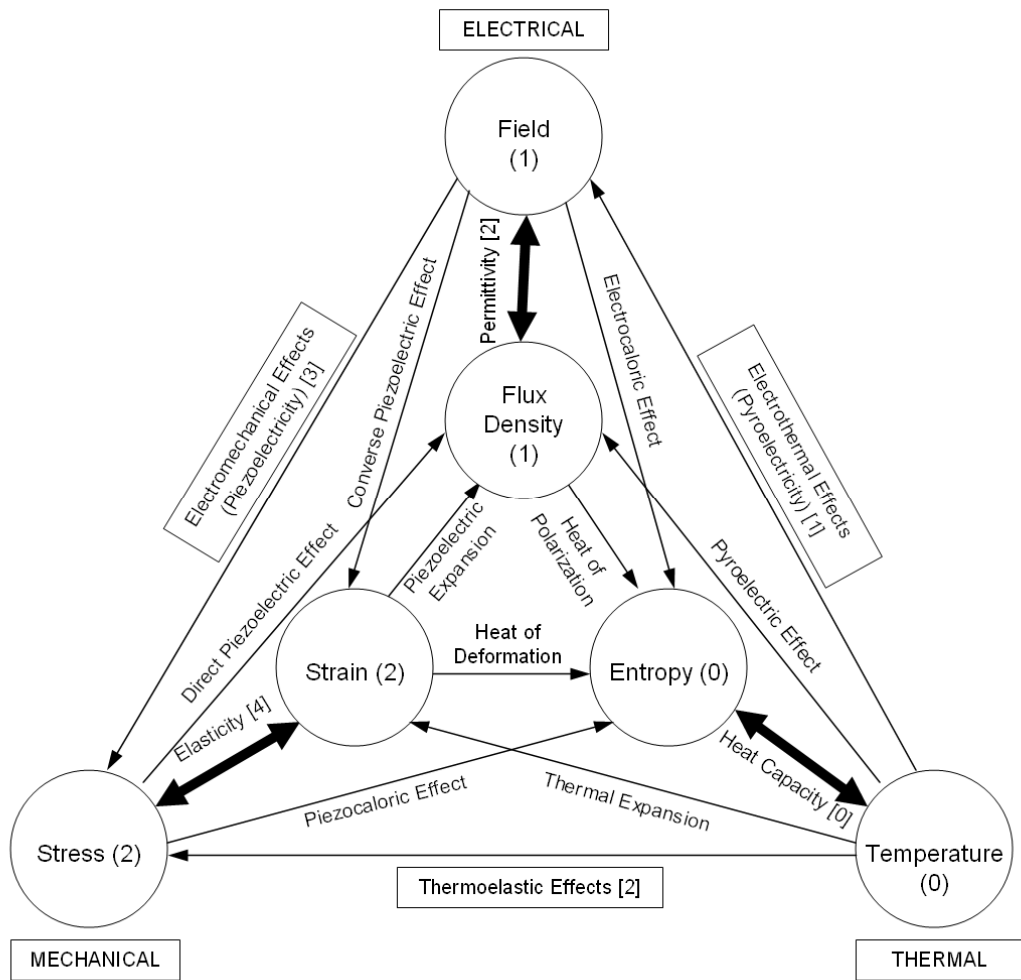 ELECTRICAL
Field
(1)
Permittivity [2]
Electrocaloric Effect
Converse Piezoelectric Effect
Electromechanical Effects
(Piezoelectricity) [3]
Electrothermal Effects
(Pyroelectricity) [1]
Flux
Density
(1)
Direct Piezoelectric Effect
Piezoelectric
Expansion
Heat of
Polarization
Pyroelectric Effect
Strain (2)
Heat of
Deformation
Entropy (0)
Elasticity [4]
Heat Capacity [0]
Piezocaloric Effect
Thermal Expansion
Stress (2)
Temperature
(0)
Thermoelastic Effects [2]
MECHANICAL
THERMAL